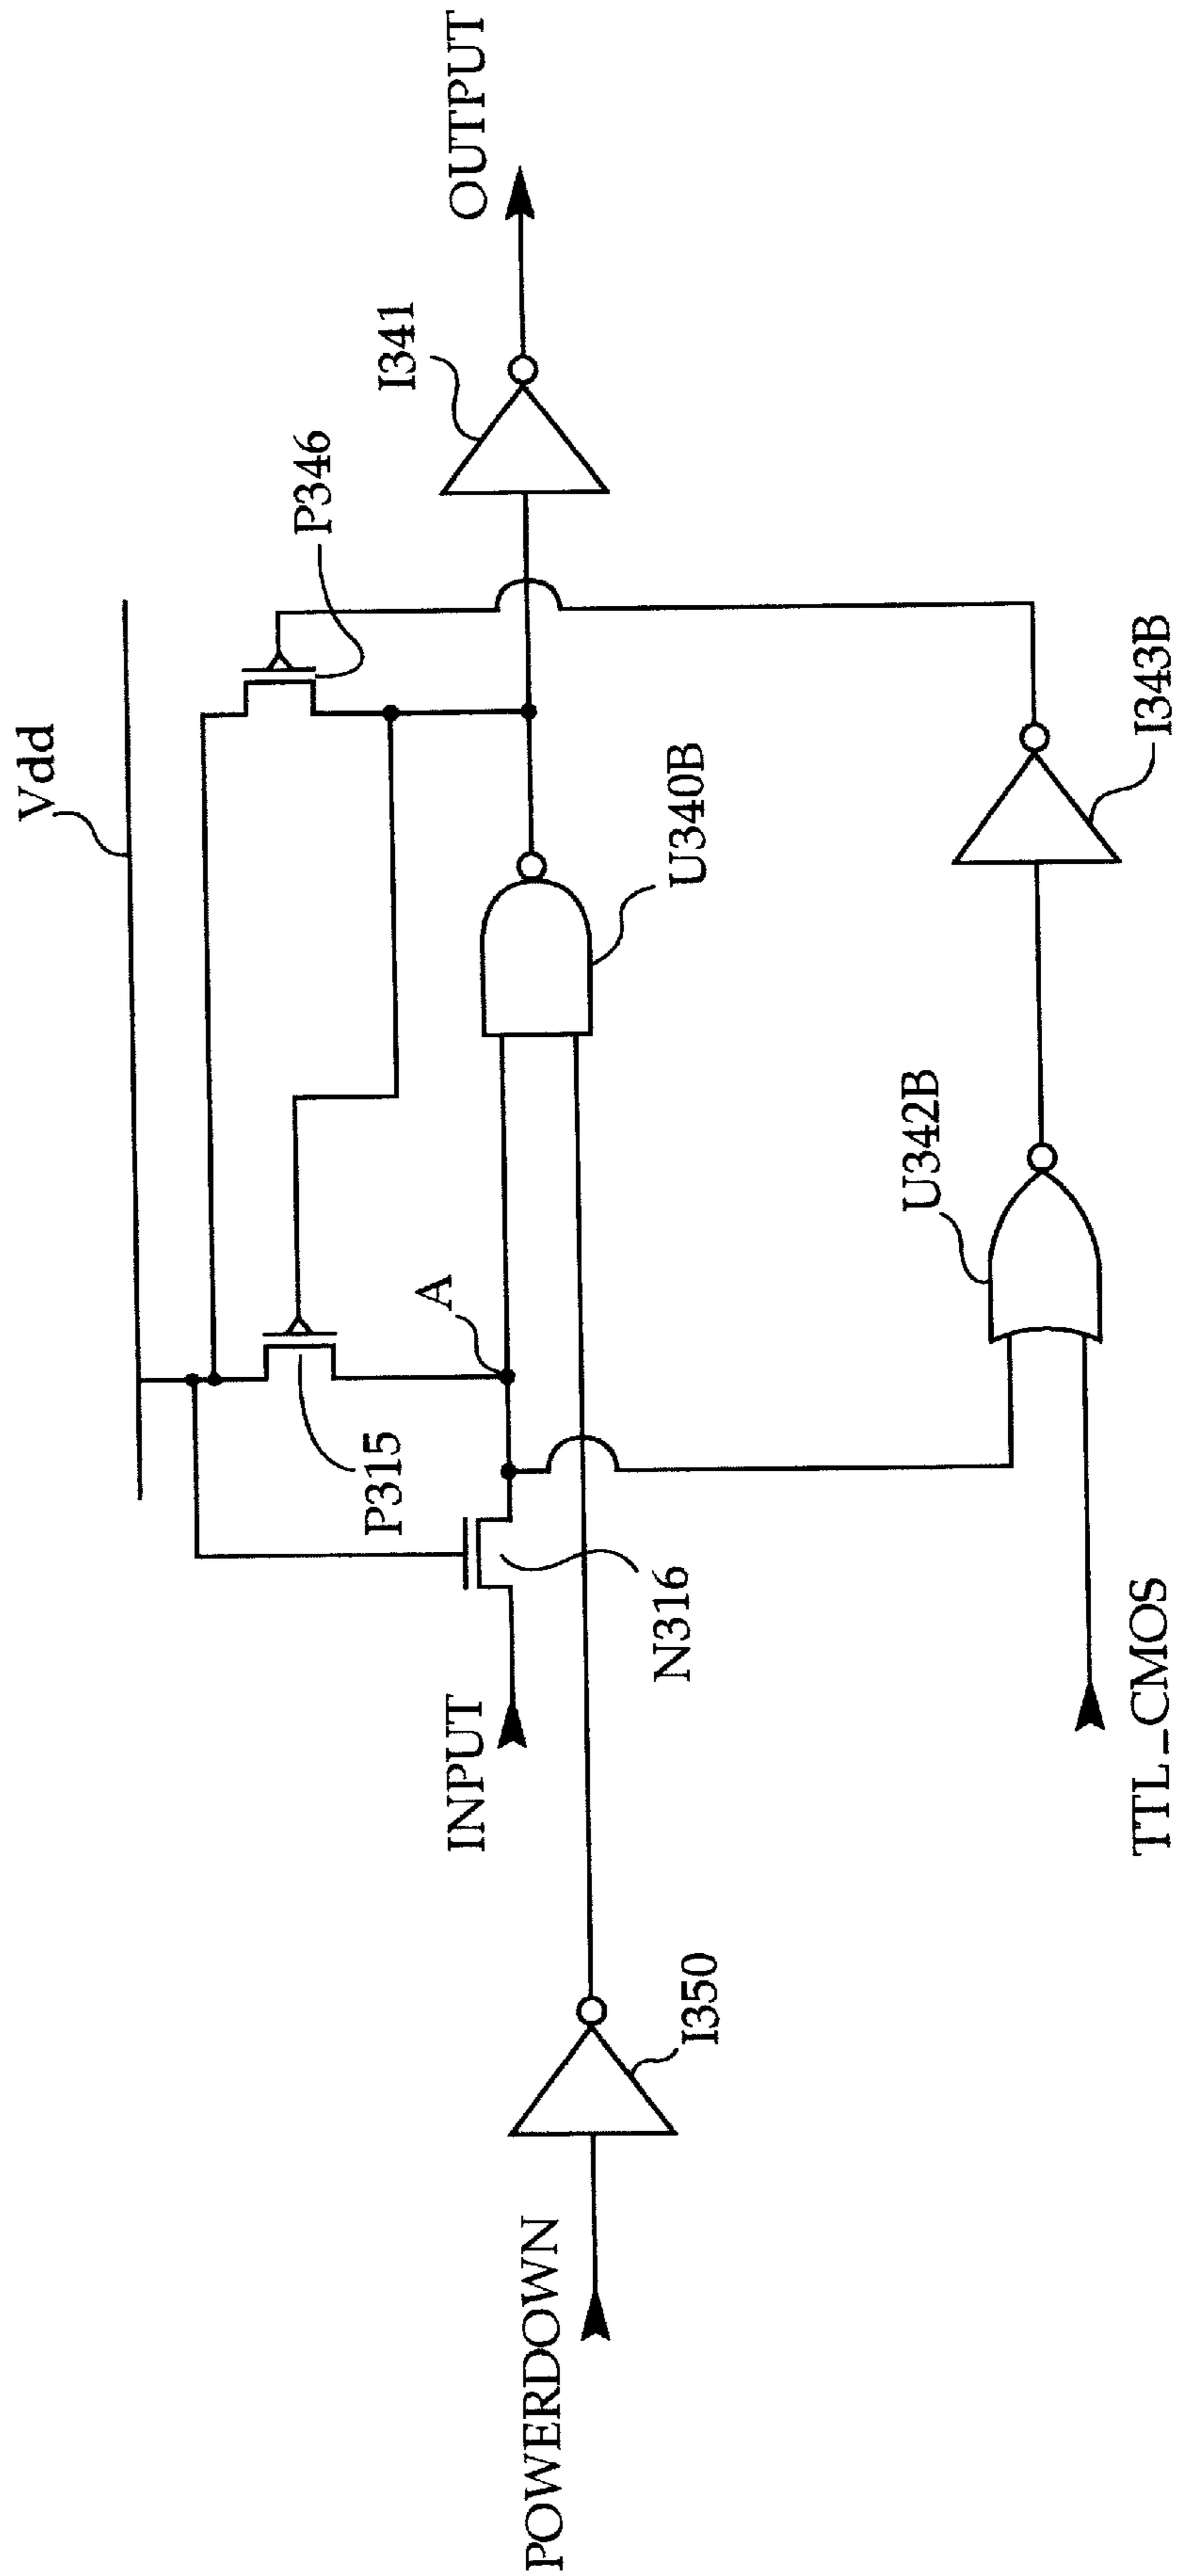 Vdd
P346
I341
OUTPUT
A
P315
U340B
INPUT
N316
U342B
I343B
POWERDOWN
I350
TTL_CMOS